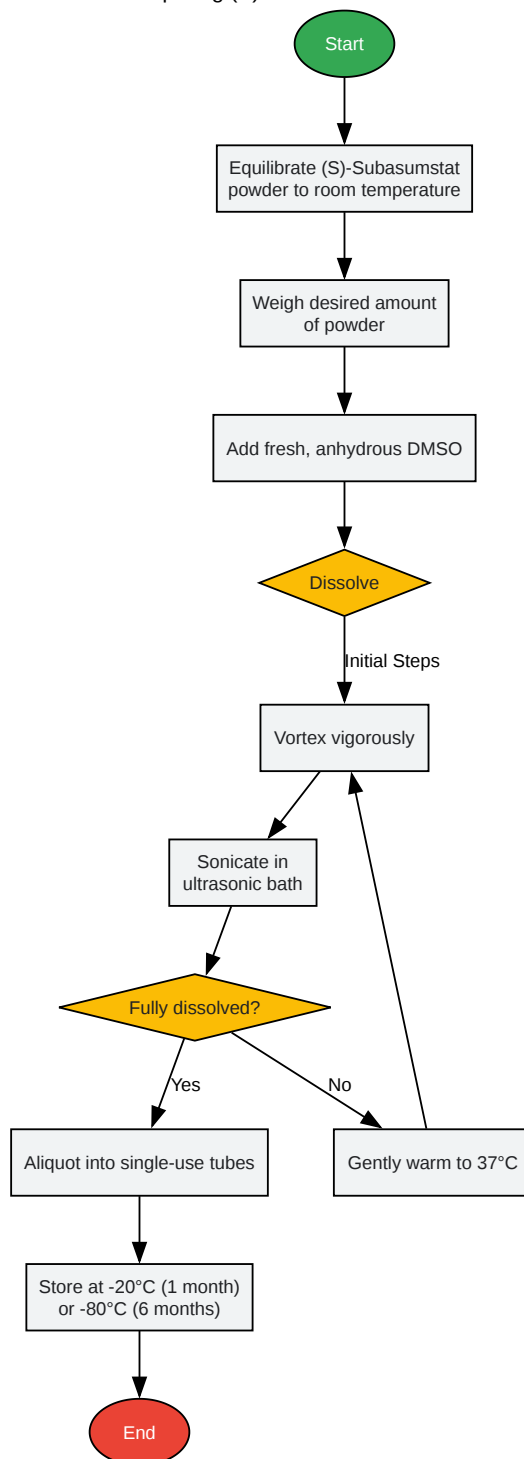 Start
Equilibrate (S)-Subasumstat
powder to room temperature
Weigh desired amount
of powder
Add fresh, anhydrous DMSO
Dissolve
Initial Steps
Vortex vigorously
Sonicate in
ultrasonic bath
Fully dissolved?
Yes
No
Aliquot into single-use tubes
Gently warm to 37°C
Store at -20°C (1 month)
or -80°C (6 months)
End